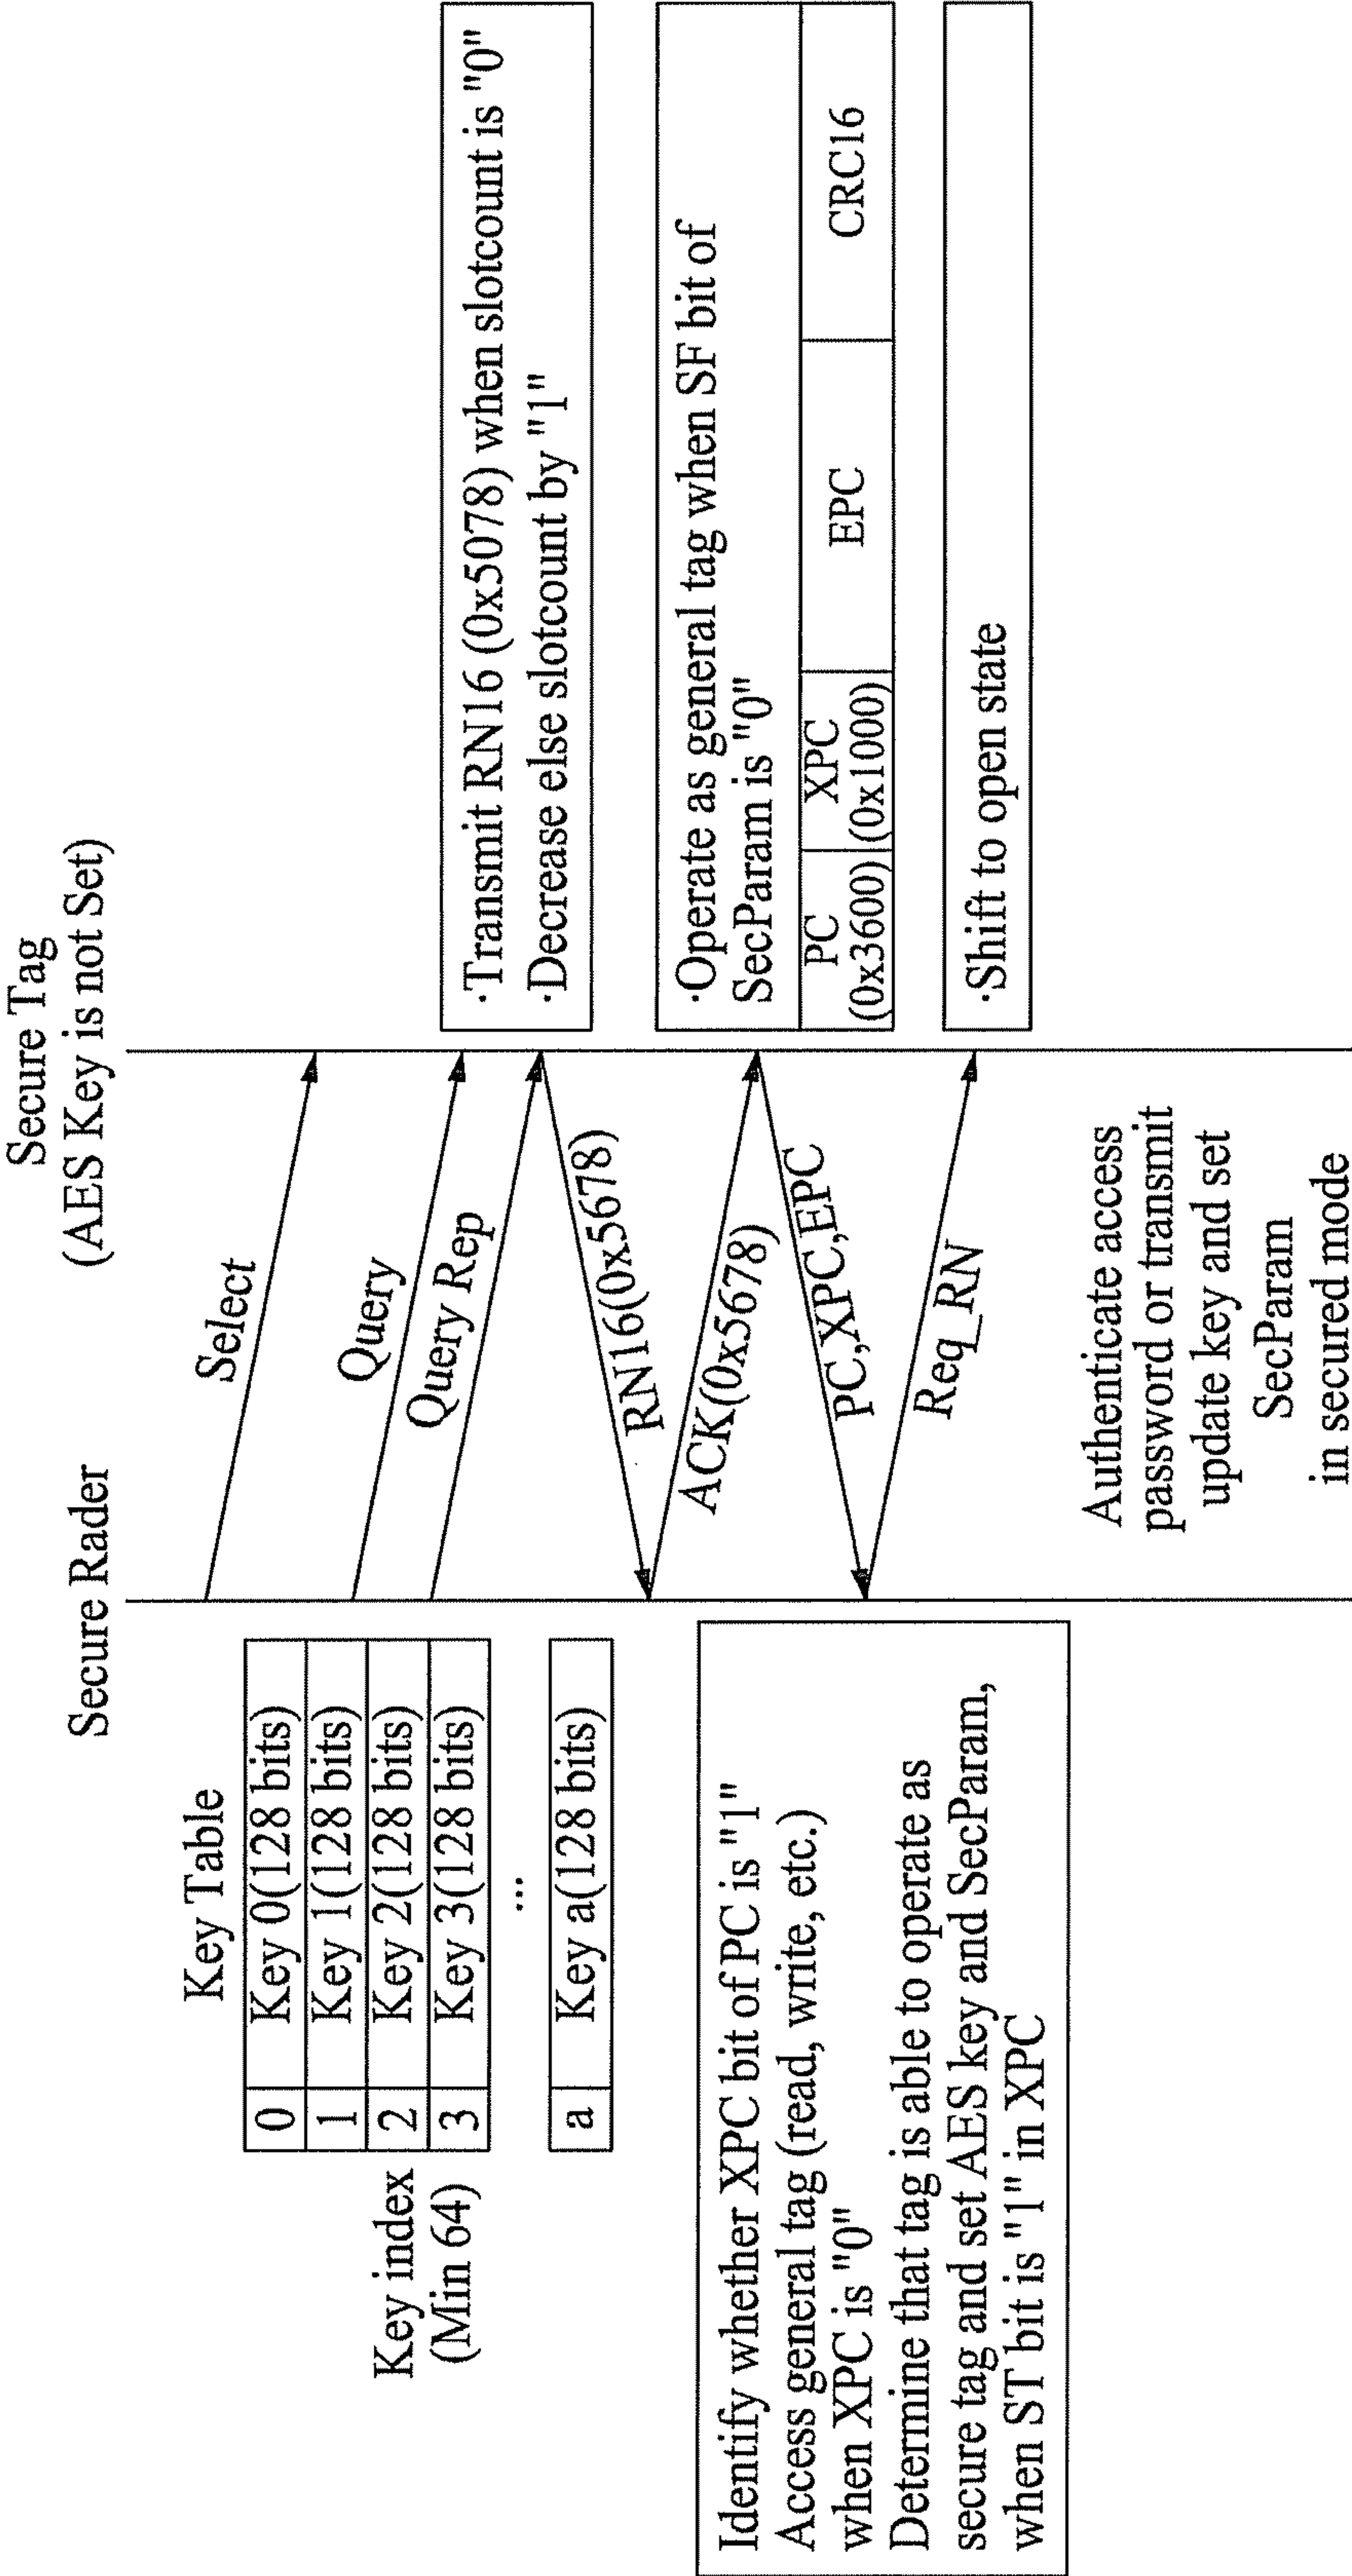 Secure Rader
Secure Tag
(AES Key is not Set)
Key Table
Key index
(Min 64)
0 Key 0(128 bits)
1 Key 1(128 bits)
2 Key 2(128 bits)
3 Key 3(128 bits)
...
a Key a(128 bits)
Select
Query
Query Rep
·Transmit RN16 (0x5078) when slotcount is "0"
·Decrease else slotcount by "1"
RN16(0x5678)
ACK(0x5678)
·Operate as general tag when SF bit of
SecParam is "0"
PC XPC EPC CRC16
(0x3600) (0x1000)
PC,XPC,EPC
Identify whether XPC bit of PC is "1"
Access general tag (read, write, etc.)
when XPC is "0"
Determine that tag is able to operate as
secure tag and set AES key and SecParam,
when ST bit is "1" in XPC
Req_RN
·Shift to open state
Authenticate access
password or transmit
update key and set
SecParam
in secured mode